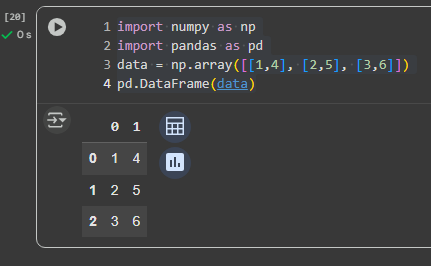 [20]
✓ 0 s
1 import numpy as np
2 import pandas as pd
3 data = np.array([[1,4], [2,5], [3,6]])
4 pd.DataFrame(data)
0 1
0 1 4
1 2 5
2 3 6